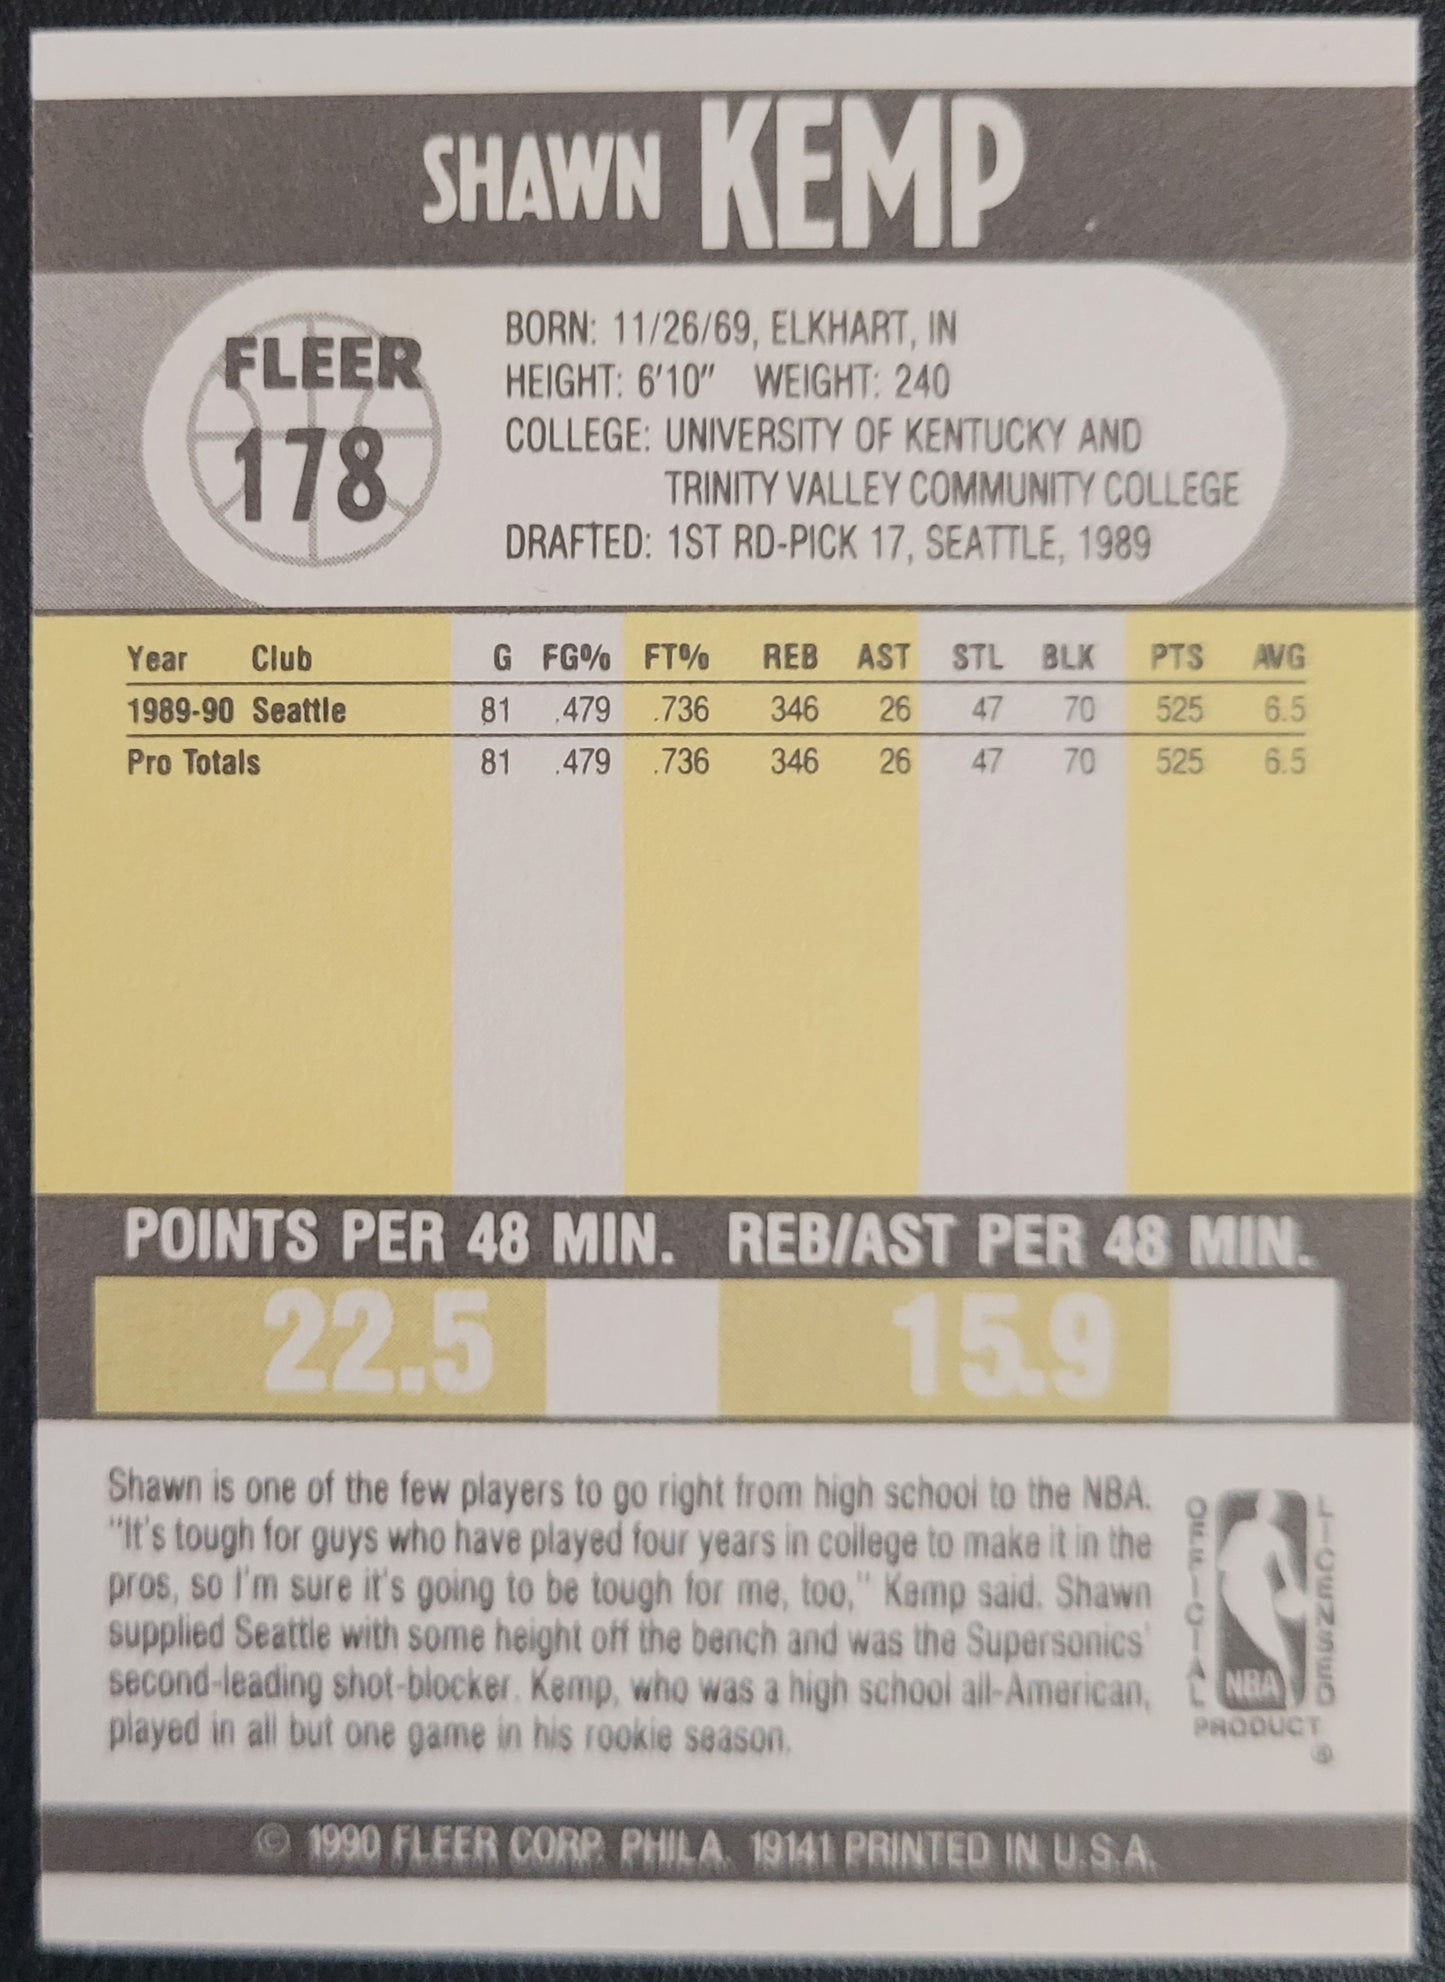 SHAWN KEMP
FLEER
178
BORN: 11/26/69, ELKHART, IN
HEIGHT: 6'10" WEIGHT: 240
COLLEGE: UNIVERSITY OF KENTUCKY AND
TRINITY VALLEY COMMUNITY COLLEGE
DRAFTED: 1ST RD-PICK 17, SEATTLE, 1989
Year Club G FG% FT% REB AST STL BLK PTS AVG
1989-90 Seattle 81 .479 .736 346 26 47 70 525 6.5
Pro Totals 81 .479 .736 346 26 47 70 525 6.5
POINTS PER 48 MIN. REB/AST PER 48 MIN.
22.5 15.9
Shawn is one of the few players to go right from high school to the NBA.
"It's tough for guys who have played four years in college to make it in the
pros, so I'm sure it's going to be tough for me, too," Kemp said. Shawn
supplied Seattle with some height off the bench and was the Supersonics'
second-leading shot-blocker. Kemp, who was a high school all-American,
played in all but one game in his rookie season.
OFFICIAL
LICENSED
NBA
PRODUCT
®
© 1990 FLEER CORP. PHILA. 19141 PRINTED IN U.S.A.